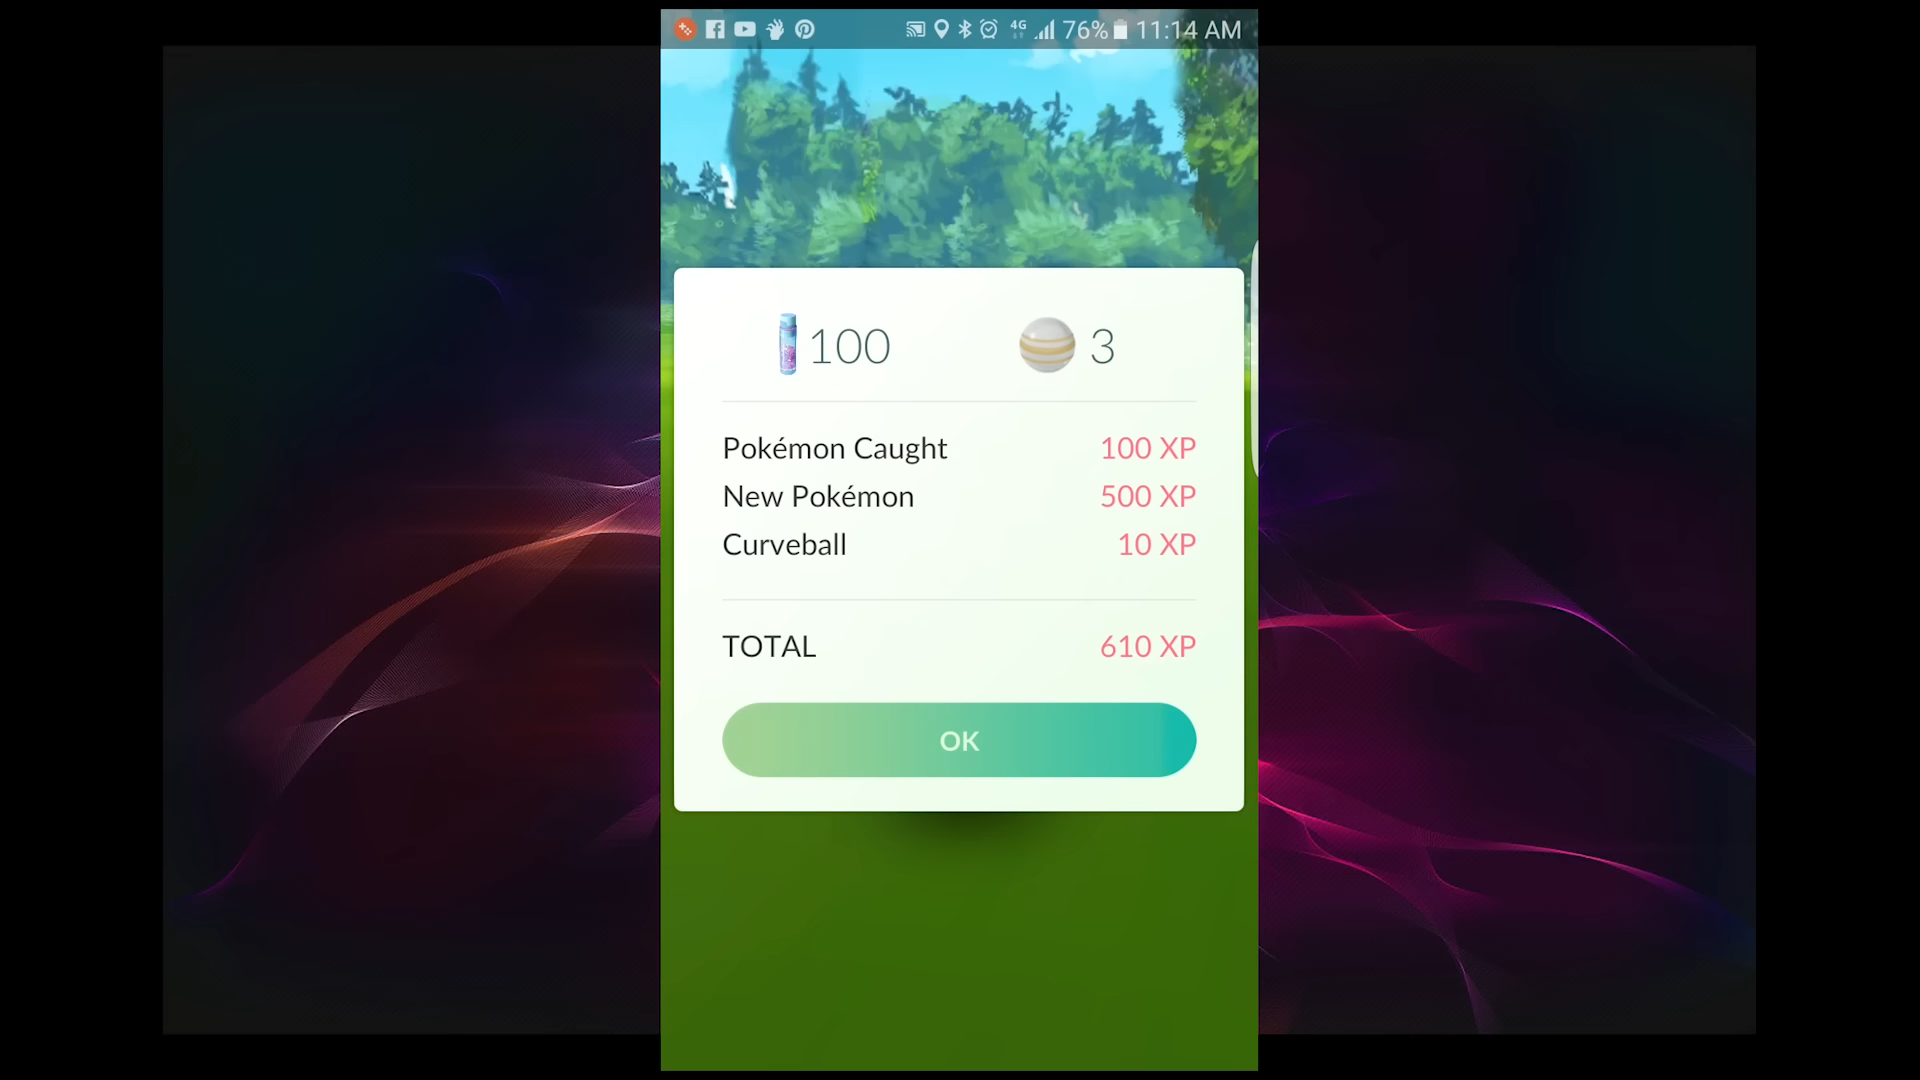 4G 76% 11:14 AM
100 3
Pokémon Caught 100 XP
New Pokémon 500 XP
Curveball 10 XP
TOTAL 610 XP
OK